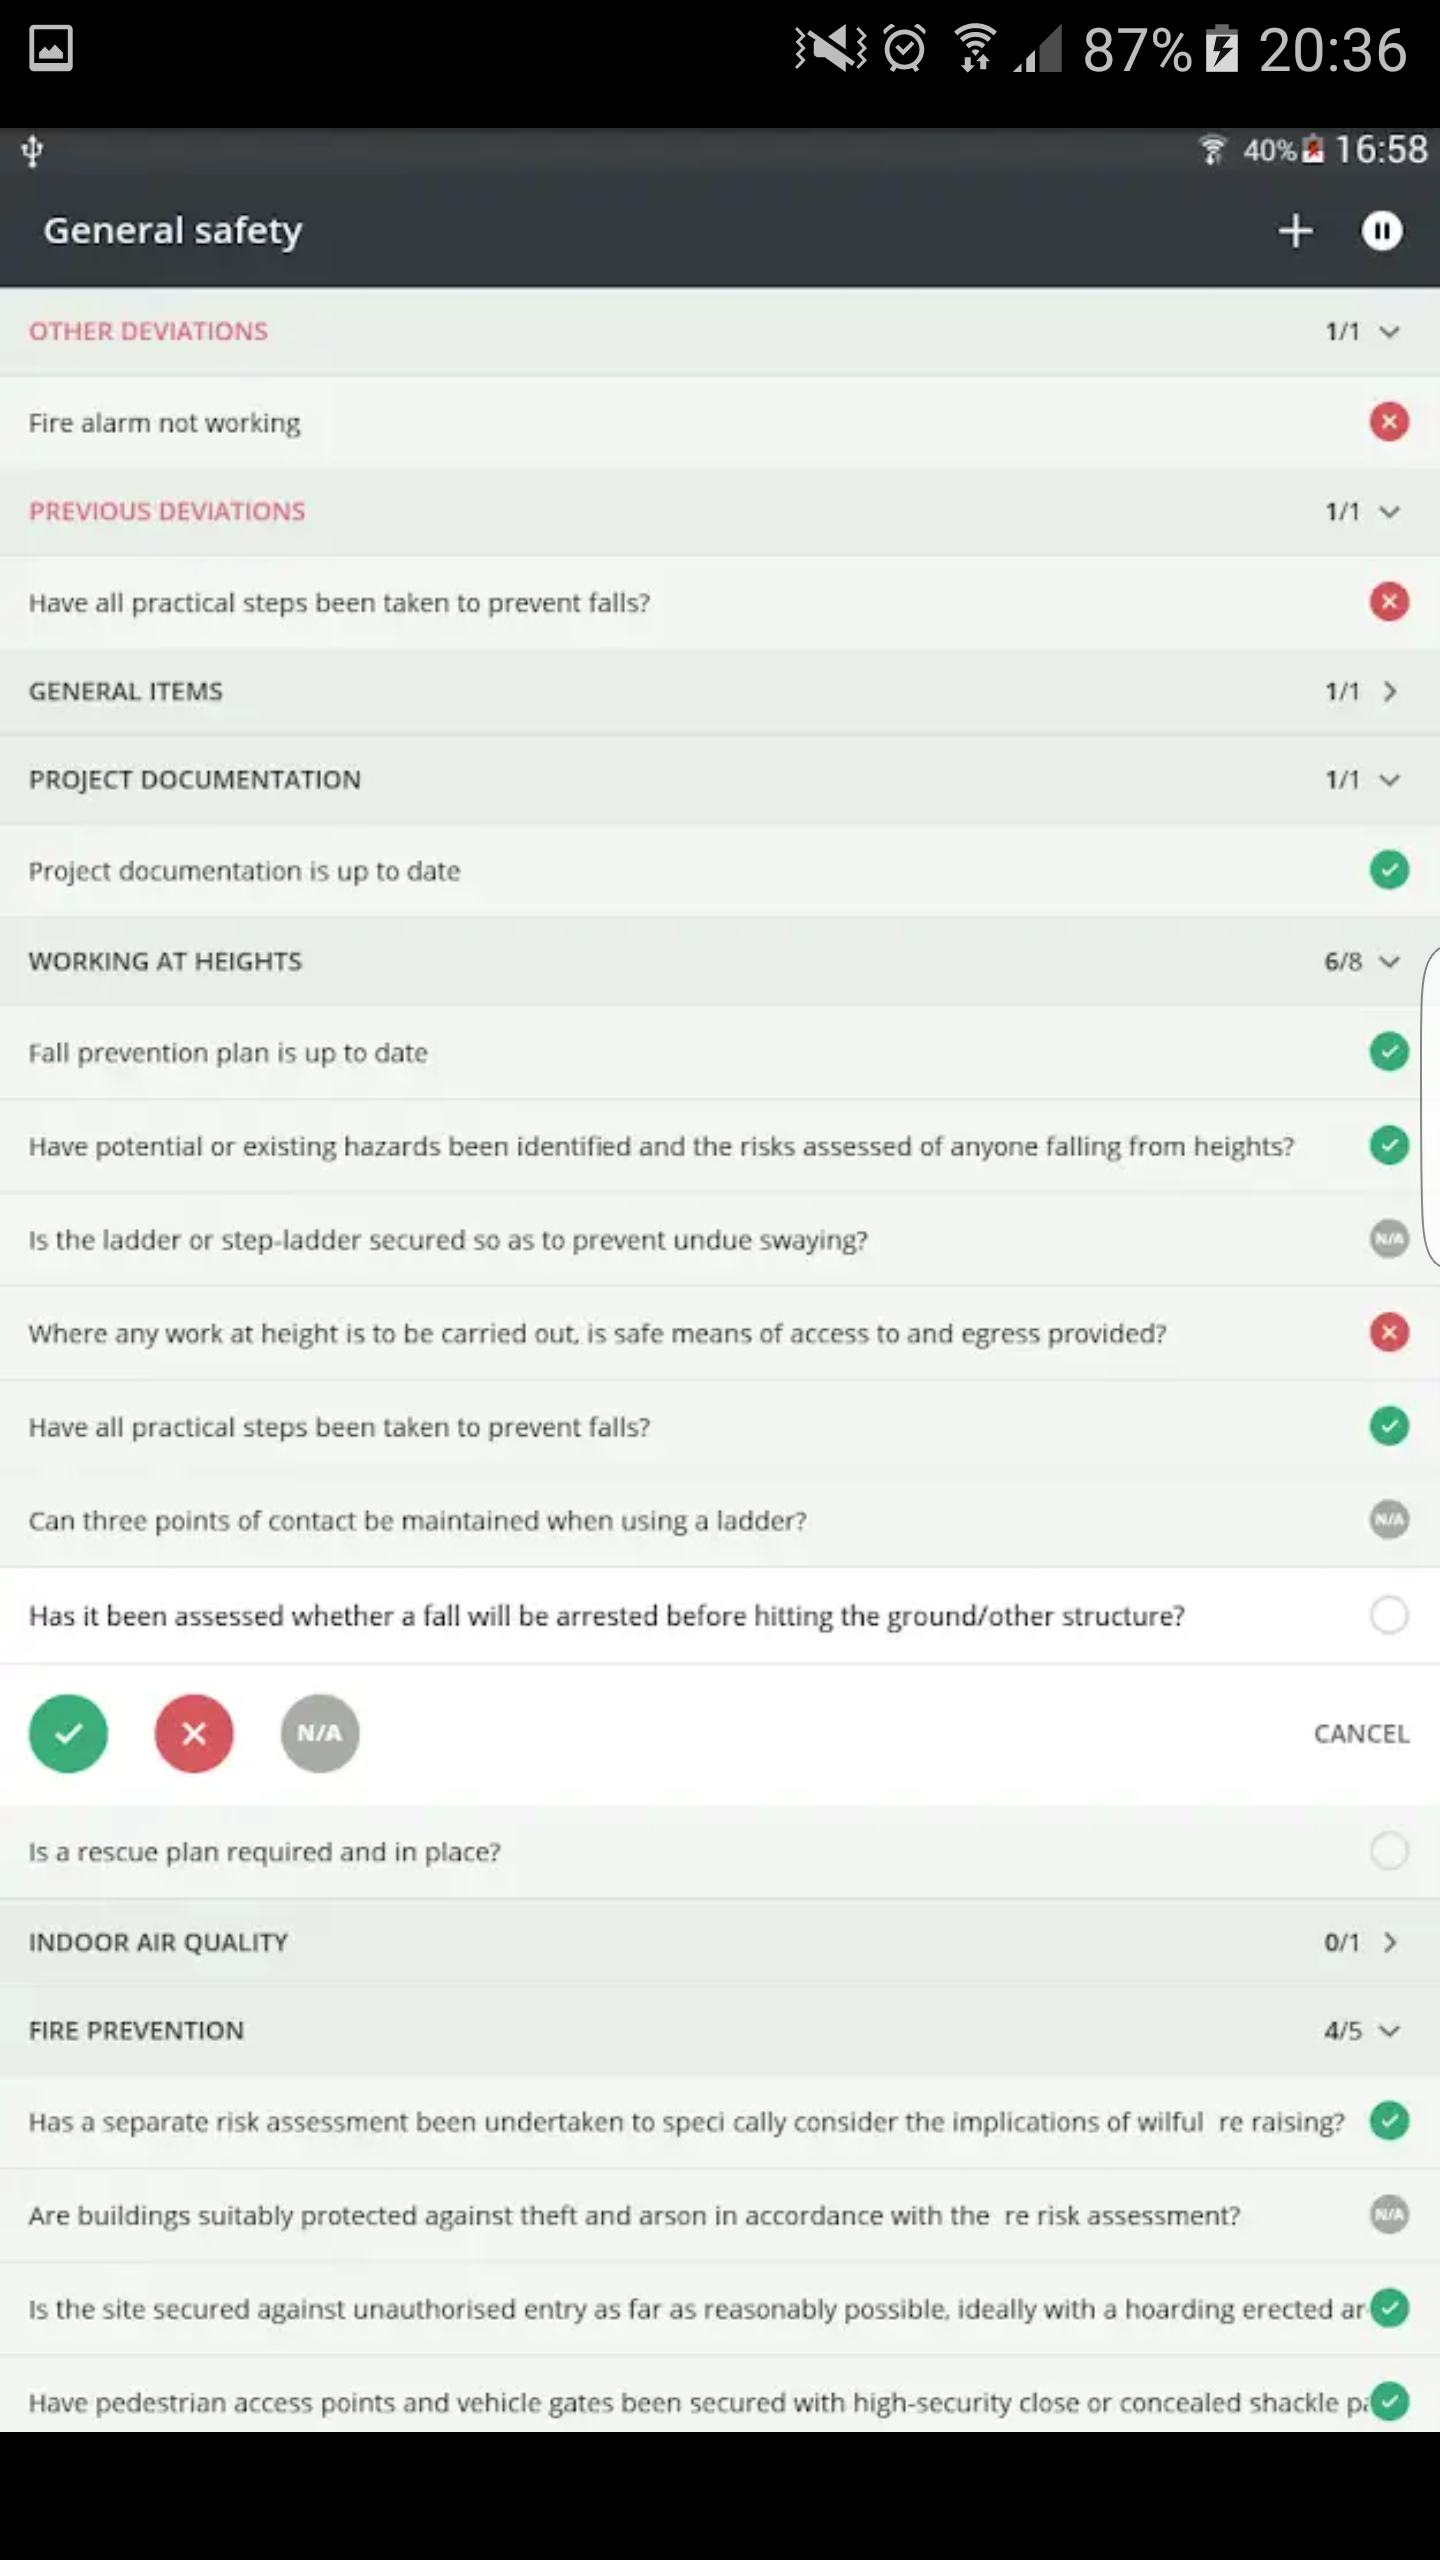 87% 20:36
40% 16:58
General safety
OTHER DEVIATIONS 1/1
Fire alarm not working
PREVIOUS DEVIATIONS 1/1
Have all practical steps been taken to prevent falls?
GENERAL ITEMS 1/1
PROJECT DOCUMENTATION 1/1
Project documentation is up to date
WORKING AT HEIGHTS 6/8
Fall prevention plan is up to date
Have potential or existing hazards been identified and the risks assessed of anyone falling from heights?
Is the ladder or step-ladder secured so as to prevent undue swaying? N/A
Where any work at height is to be carried out, is safe means of access to and egress provided?
Have all practical steps been taken to prevent falls?
Can three points of contact be maintained when using a ladder? N/A
Has it been assessed whether a fall will be arrested before hitting the ground/other structure?
N/A CANCEL
Is a rescue plan required and in place?
INDOOR AIR QUALITY 0/1
FIRE PREVENTION 4/5
Has a separate risk assessment been undertaken to speci cally consider the implications of wilful  re raising?
Are buildings suitably protected against theft and arson in accordance with the  re risk assessment? N/A
Is the site secured against unauthorised entry as far as reasonably possible, ideally with a hoarding erected ar
Have pedestrian access points and vehicle gates been secured with high-security close or concealed shackle pa